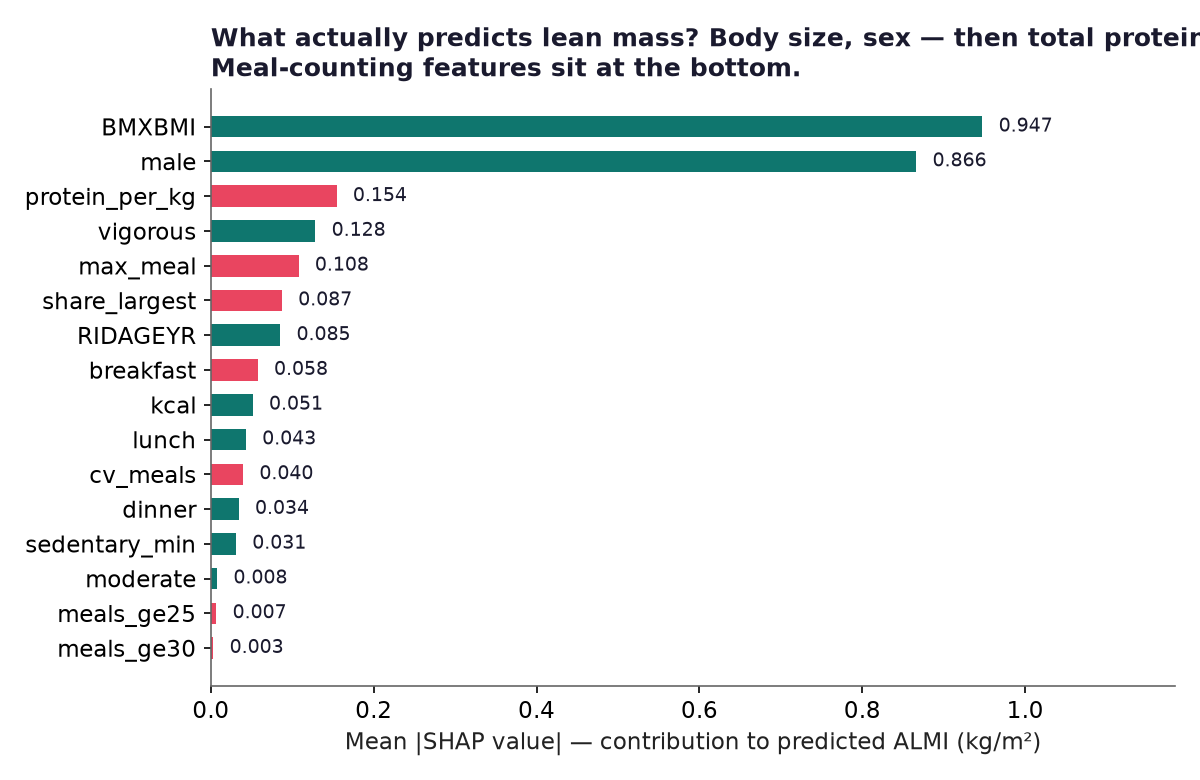 What actually predicts lean mass? Body size, sex — then total protein
Meal-counting features sit at the bottom.
BMXBMI 0.947
male 0.866
protein_per_kg 0.154
vigorous 0.128
max_meal 0.108
share_largest 0.087
RIDAGEYR 0.085
breakfast 0.058
kcal 0.051
lunch 0.043
cv_meals 0.040
dinner 0.034
sedentary_min 0.031
moderate 0.008
meals_ge25 0.007
meals_ge30 0.003
0.0 0.2 0.4 0.6 0.8 1.0
Mean |SHAP value| — contribution to predicted ALMI (kg/m²)